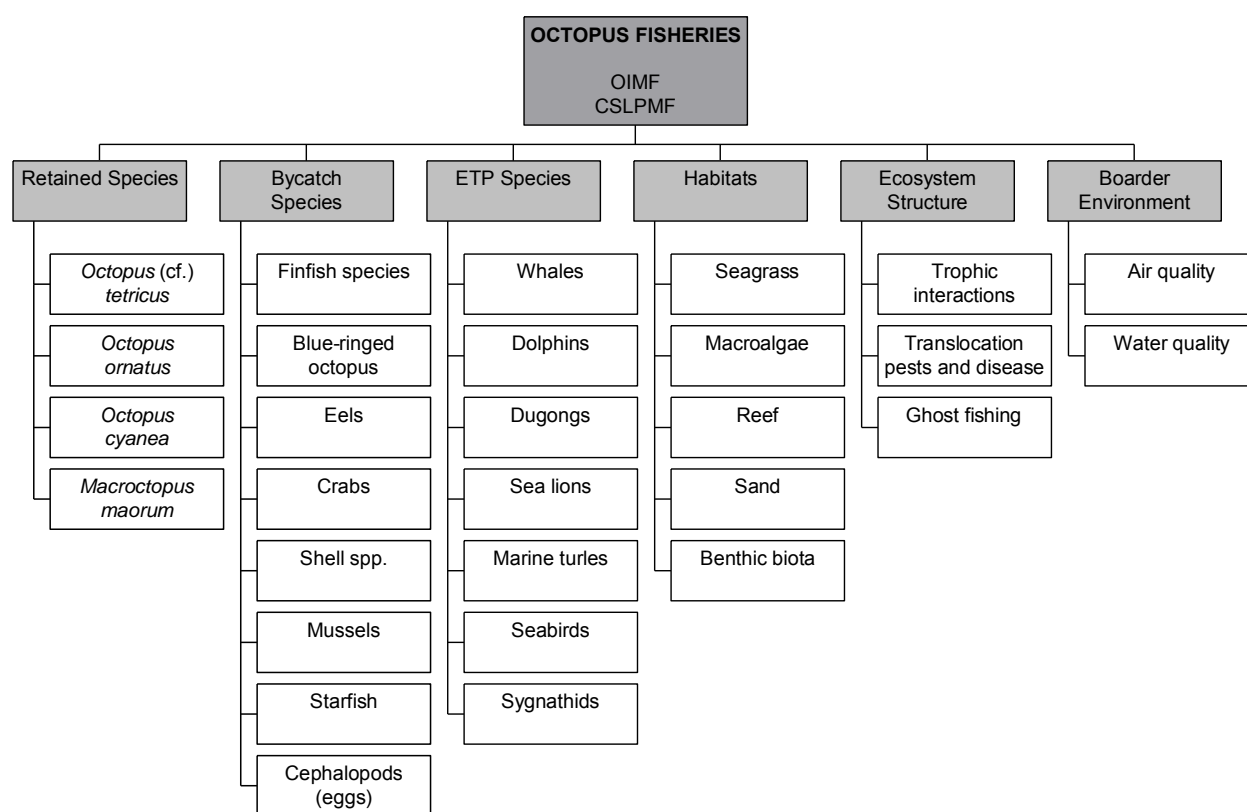 OCTOPUS FISHERIES
OIMF
CSLPMF
Retained Species
Octopus (cf.)
tetricus
Octopus
ornatus
Octopus
cyanea
Macroctopus
maorum
Bycatch
Species
Finfish species
Blue-ringed
octopus
Eels
Crabs
Shell spp.
Mussels
Starfish
Cephalopods
(eggs)
ETP Species
Whales
Dolphins
Dugongs
Sea lions
Marine turles
Seabirds
Sygnathids
Habitats
Seagrass
Macroalgae
Reef
Sand
Benthic biota
Ecosystem
Structure
Trophic
interactions
Translocation
pests and disease
Ghost fishing
Boarder
Environment
Air quality
Water quality